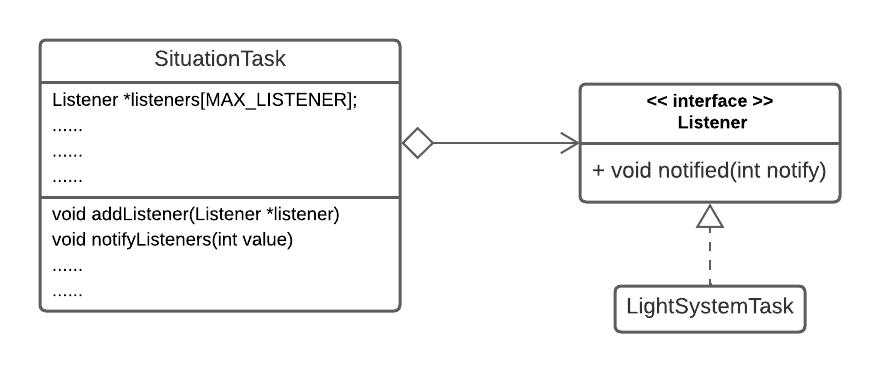 SituationTask
Listener *listeners[MAX_LISTENER];
......
......
......
void addListener(Listener *listener)
void notifyListeners(int value)
......
......
<< interface >>
Listener
+ void notified(int notify)
LightSystemTask